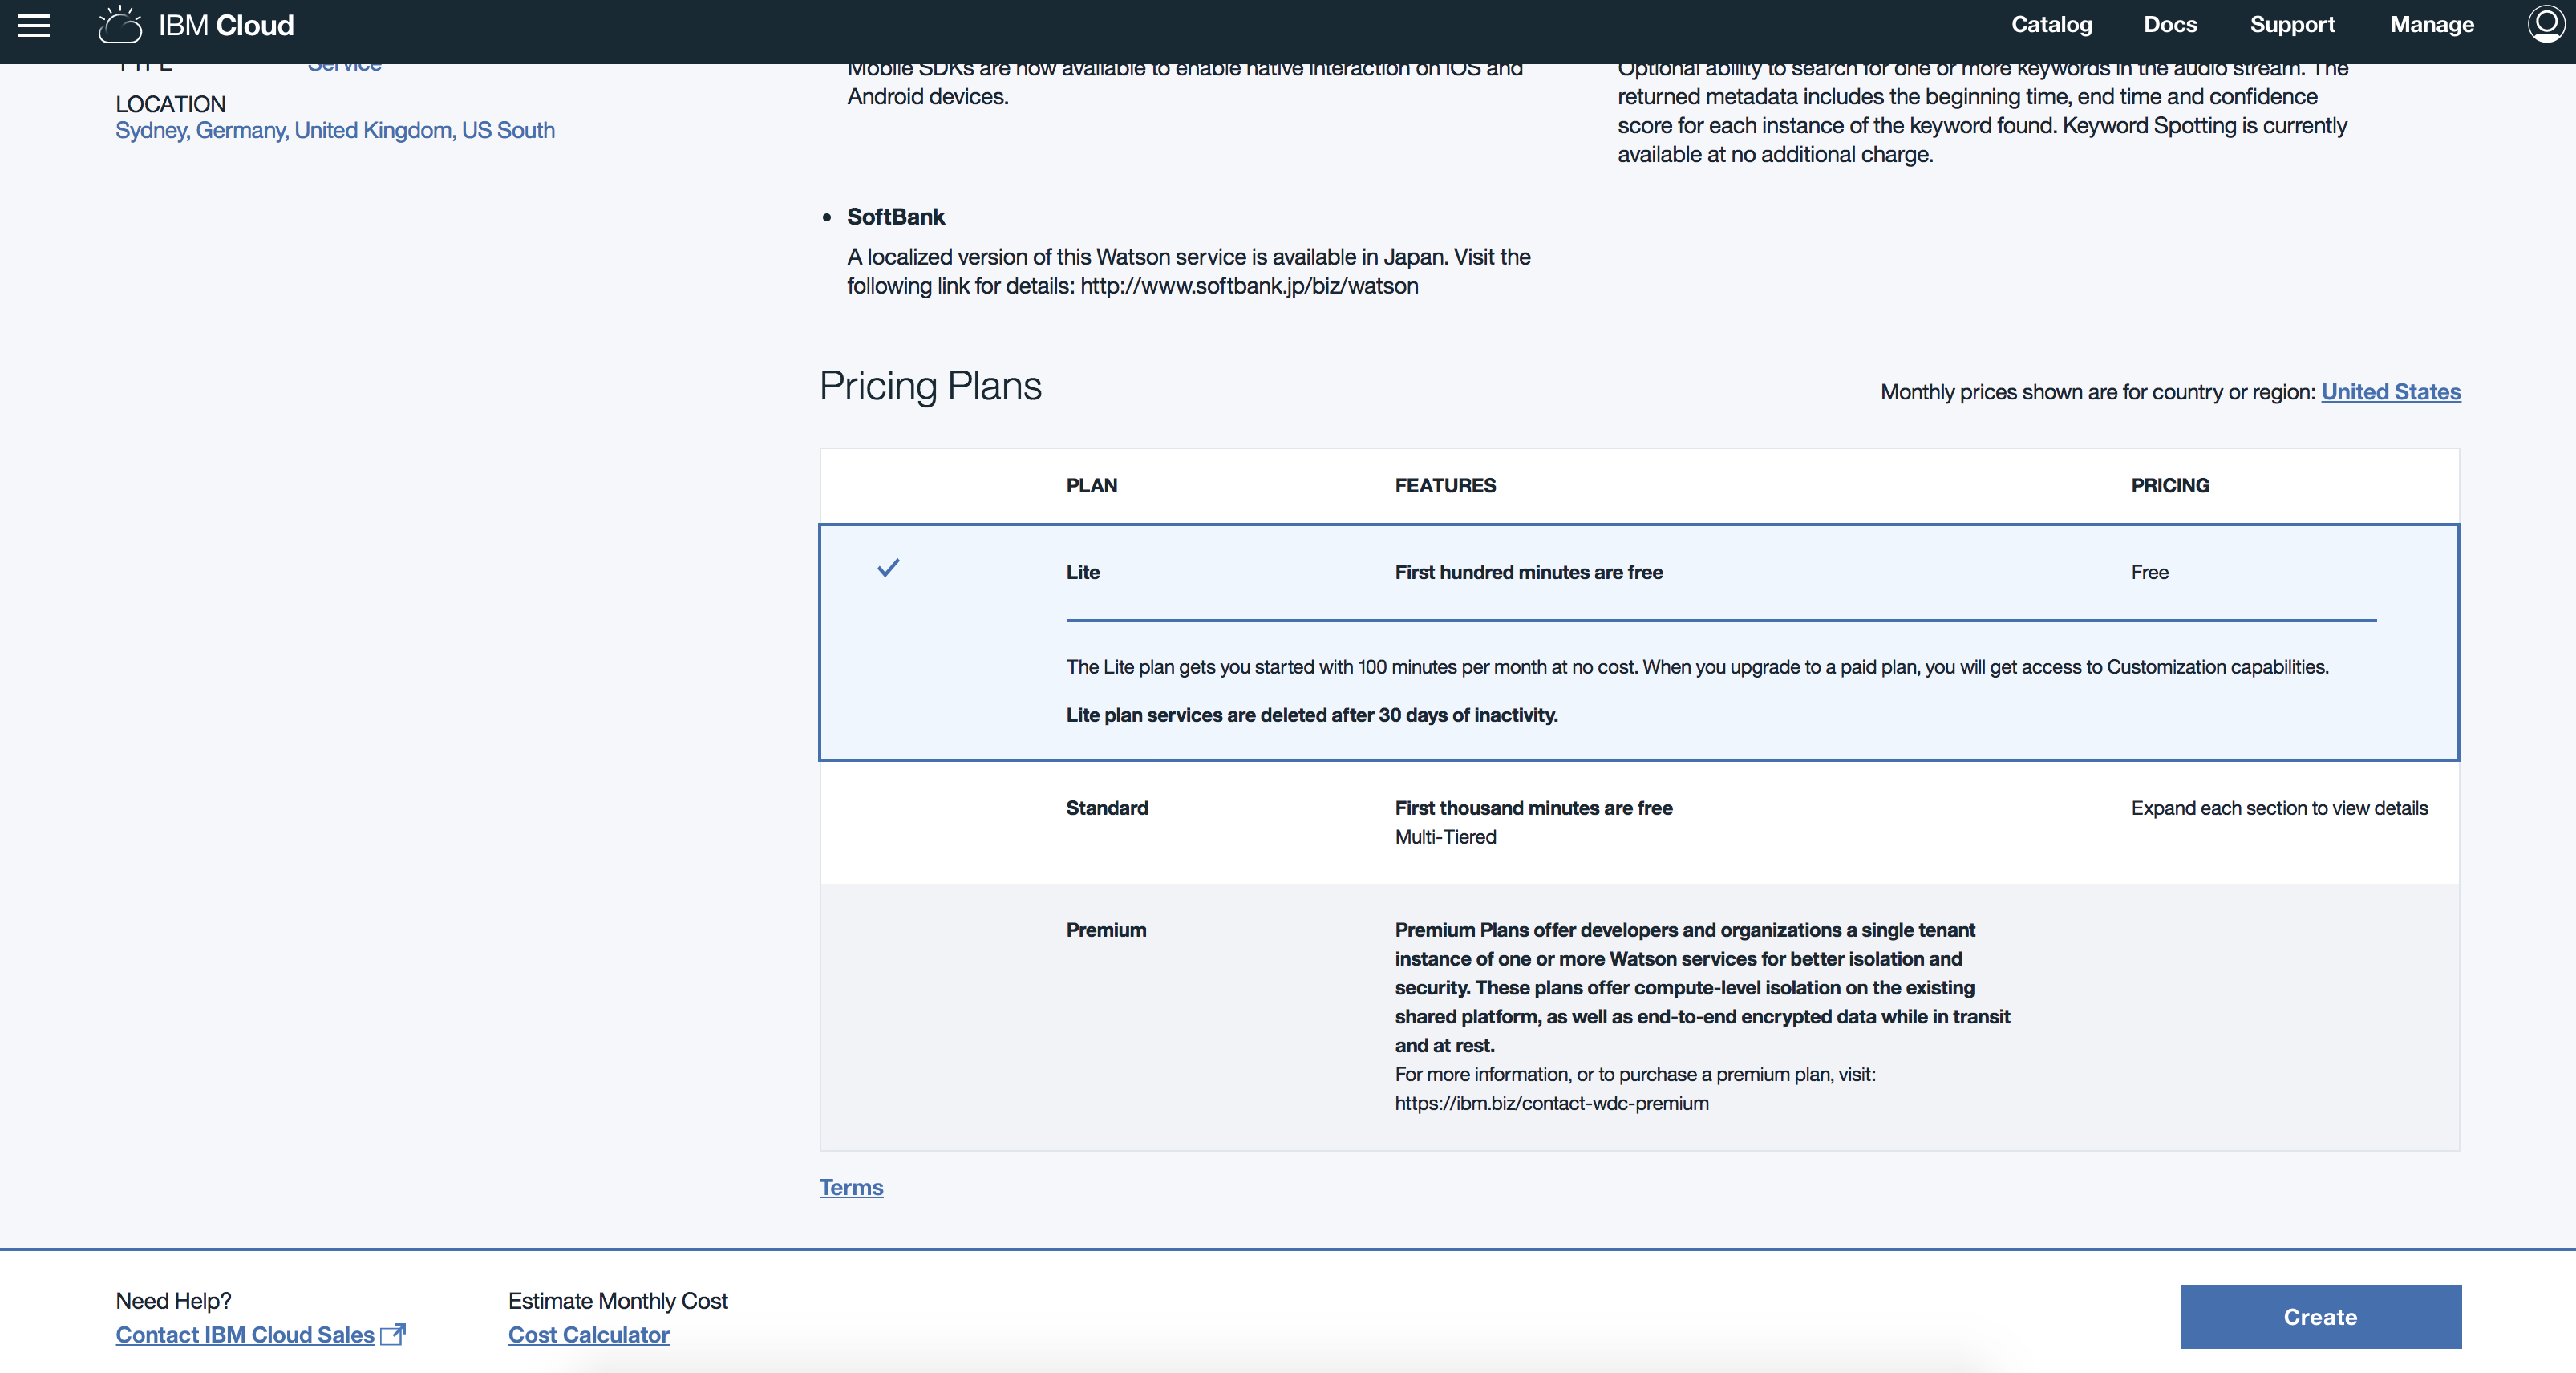 IBM Cloud
Catalog Docs Support Manage
TYPE Service
LOCATION
Sydney, Germany, United Kingdom, US South
Mobile SDKs are now available to enable native interaction on iOS and
Android devices.
Optional ability to search for one or more keywords in the audio stream. The
returned metadata includes the beginning time, end time and confidence
score for each instance of the keyword found. Keyword Spotting is currently
available at no additional charge.
SoftBank
A localized version of this Watson service is available in Japan. Visit the
following link for details: http://www.softbank.jp/biz/watson
Pricing Plans
Monthly prices shown are for country or region: United States
PLAN FEATURES PRICING
Lite First hundred minutes are free Free
The Lite plan gets you started with 100 minutes per month at no cost. When you upgrade to a paid plan, you will get access to Customization capabilities.
Lite plan services are deleted after 30 days of inactivity.
Standard First thousand minutes are free Expand each section to view details
Multi-Tiered
Premium Premium Plans offer developers and organizations a single tenant
instance of one or more Watson services for better isolation and
security. These plans offer compute-level isolation on the existing
shared platform, as well as end-to-end encrypted data while in transit
and at rest.
For more information, or to purchase a premium plan, visit:
https://ibm.biz/contact-wdc-premium
Terms
Need Help?
Contact IBM Cloud Sales
Estimate Monthly Cost
Cost Calculator
Create